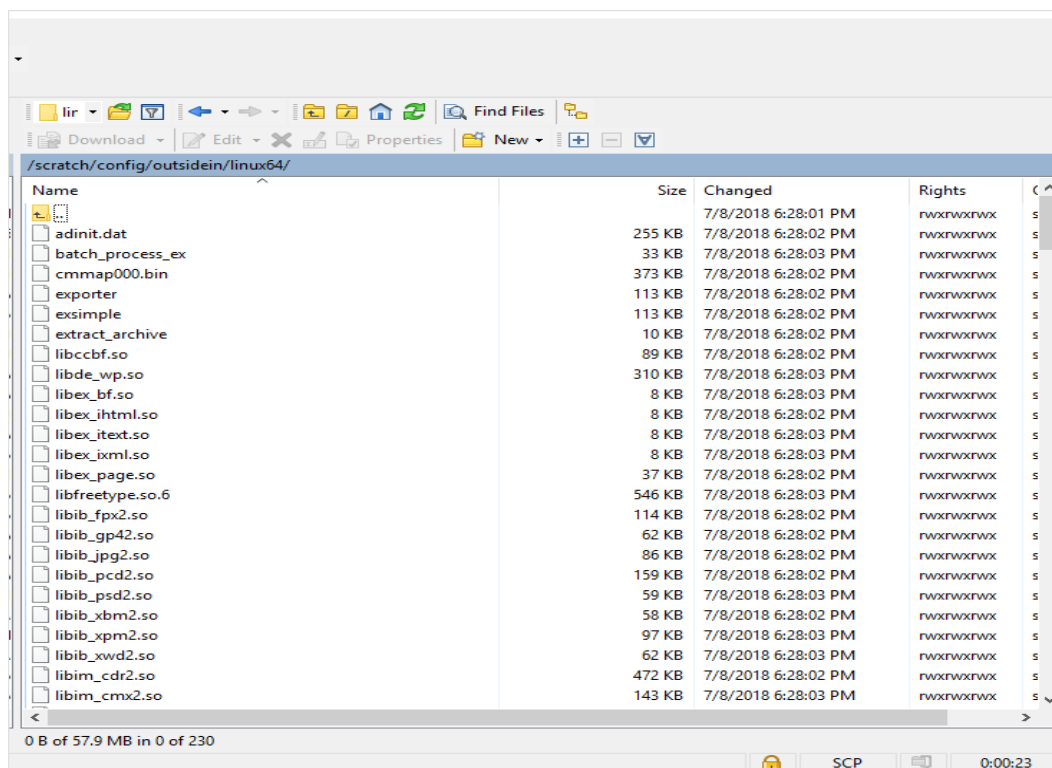 lir
Find Files
Download Edit Properties New
/scratch/config/outsidein/linux64/
Name Size Changed Rights
.. 7/8/2018 6:28:01 PM rwxrwxrwx s
adinit.dat 255 KB 7/8/2018 6:28:02 PM rwxrwxrwx s
batch_process_ex 33 KB 7/8/2018 6:28:03 PM rwxrwxrwx s
cmmap000.bin 373 KB 7/8/2018 6:28:02 PM rwxrwxrwx s
exporter 113 KB 7/8/2018 6:28:02 PM rwxrwxrwx s
exsimple 113 KB 7/8/2018 6:28:02 PM rwxrwxrwx s
extract_archive 10 KB 7/8/2018 6:28:02 PM rwxrwxrwx s
libccbf.so 89 KB 7/8/2018 6:28:02 PM rwxrwxrwx s
libde_wp.so 310 KB 7/8/2018 6:28:03 PM rwxrwxrwx s
libex_bf.so 8 KB 7/8/2018 6:28:03 PM rwxrwxrwx s
libex_ihtml.so 8 KB 7/8/2018 6:28:02 PM rwxrwxrwx s
libex_itext.so 8 KB 7/8/2018 6:28:03 PM rwxrwxrwx s
libex_ixml.so 8 KB 7/8/2018 6:28:03 PM rwxrwxrwx s
libex_page.so 37 KB 7/8/2018 6:28:02 PM rwxrwxrwx s
libfreetype.so.6 546 KB 7/8/2018 6:28:03 PM rwxrwxrwx s
libib_fpx2.so 114 KB 7/8/2018 6:28:02 PM rwxrwxrwx s
libib_gp42.so 62 KB 7/8/2018 6:28:02 PM rwxrwxrwx s
libib_jpg2.so 86 KB 7/8/2018 6:28:02 PM rwxrwxrwx s
libib_pcd2.so 159 KB 7/8/2018 6:28:02 PM rwxrwxrwx s
libib_psd2.so 59 KB 7/8/2018 6:28:03 PM rwxrwxrwx s
libib_xbm2.so 58 KB 7/8/2018 6:28:02 PM rwxrwxrwx s
libib_xpm2.so 97 KB 7/8/2018 6:28:03 PM rwxrwxrwx s
libib_xwd2.so 62 KB 7/8/2018 6:28:03 PM rwxrwxrwx s
libim_cdr2.so 472 KB 7/8/2018 6:28:02 PM rwxrwxrwx s
libim_cmx2.so 143 KB 7/8/2018 6:28:03 PM rwxrwxrwx s
0 B of 57.9 MB in 0 of 230
SCP 0:00:23